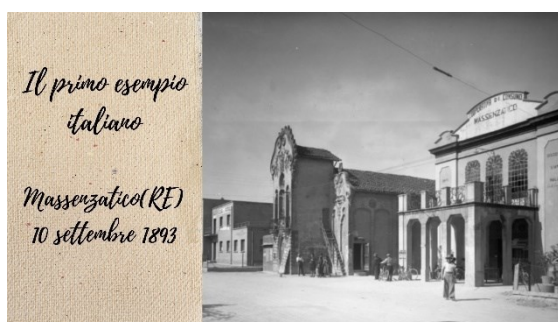 Il primo esempio
italiano
Massenzatico(RE)
10 settembre 1893
MASSENZATICO